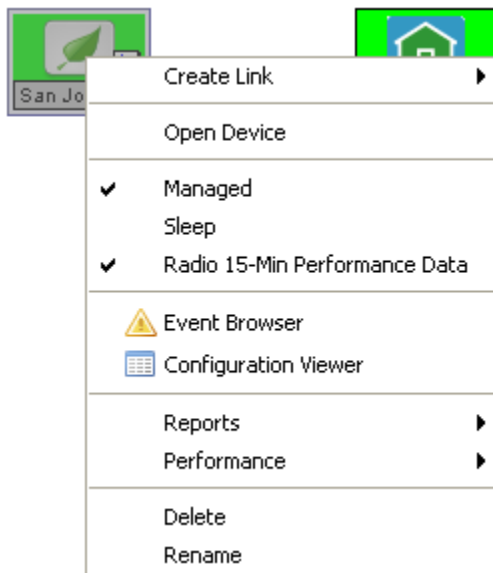 San Jo
Create Link
Open Device
Managed
Sleep
Radio 15-Min Performance Data
Event Browser
Configuration Viewer
Reports
Performance
Delete
Rename